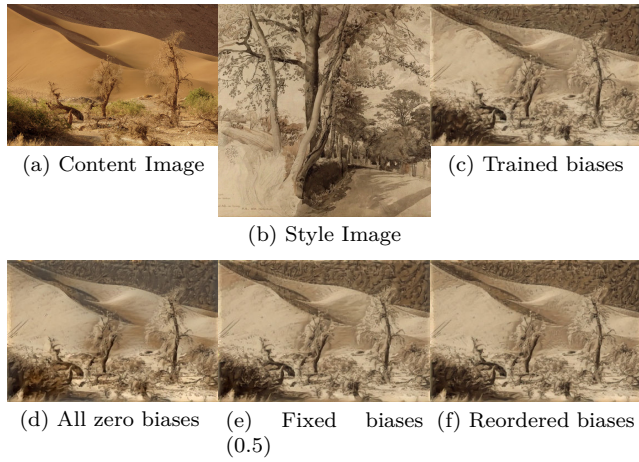 (a) Content Image
(c) Trained biases
(b) Style Image
(d) All zero biases
(e) Fixed biases
(0.5)
(f) Reordered biases